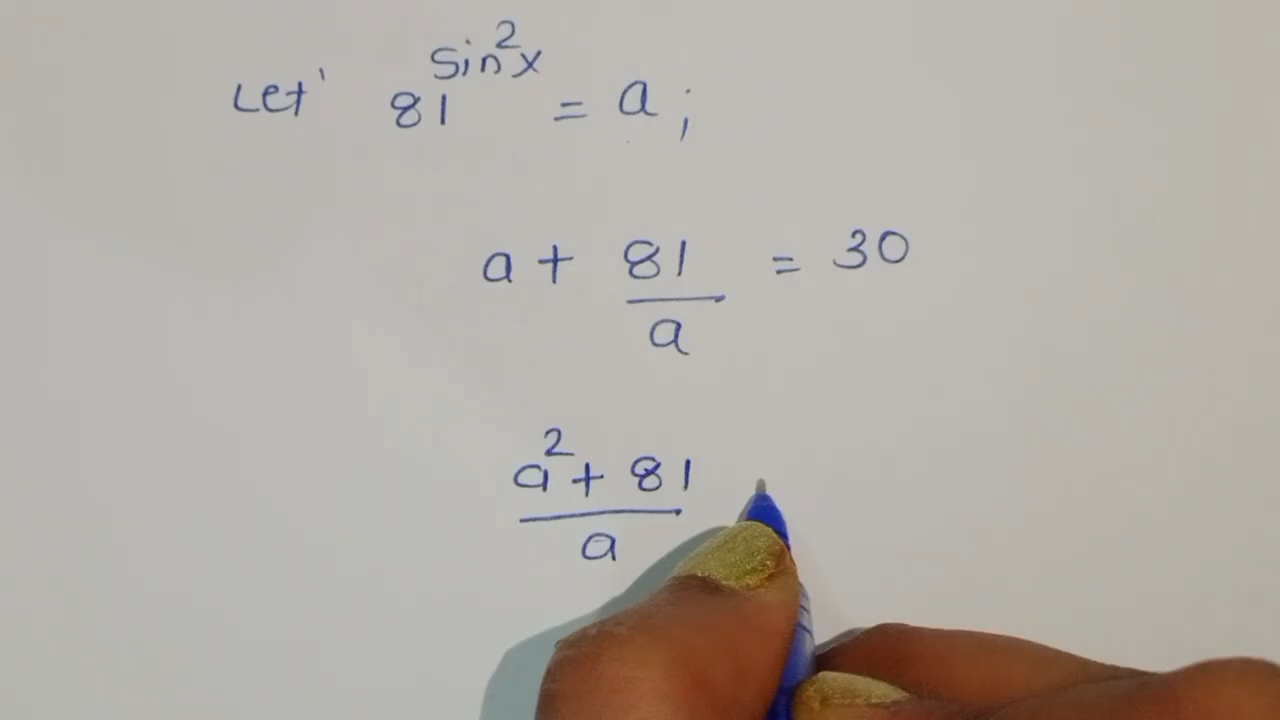 Let 81^sin²x = a ;
a + 81/a = 30
a² + 81/a